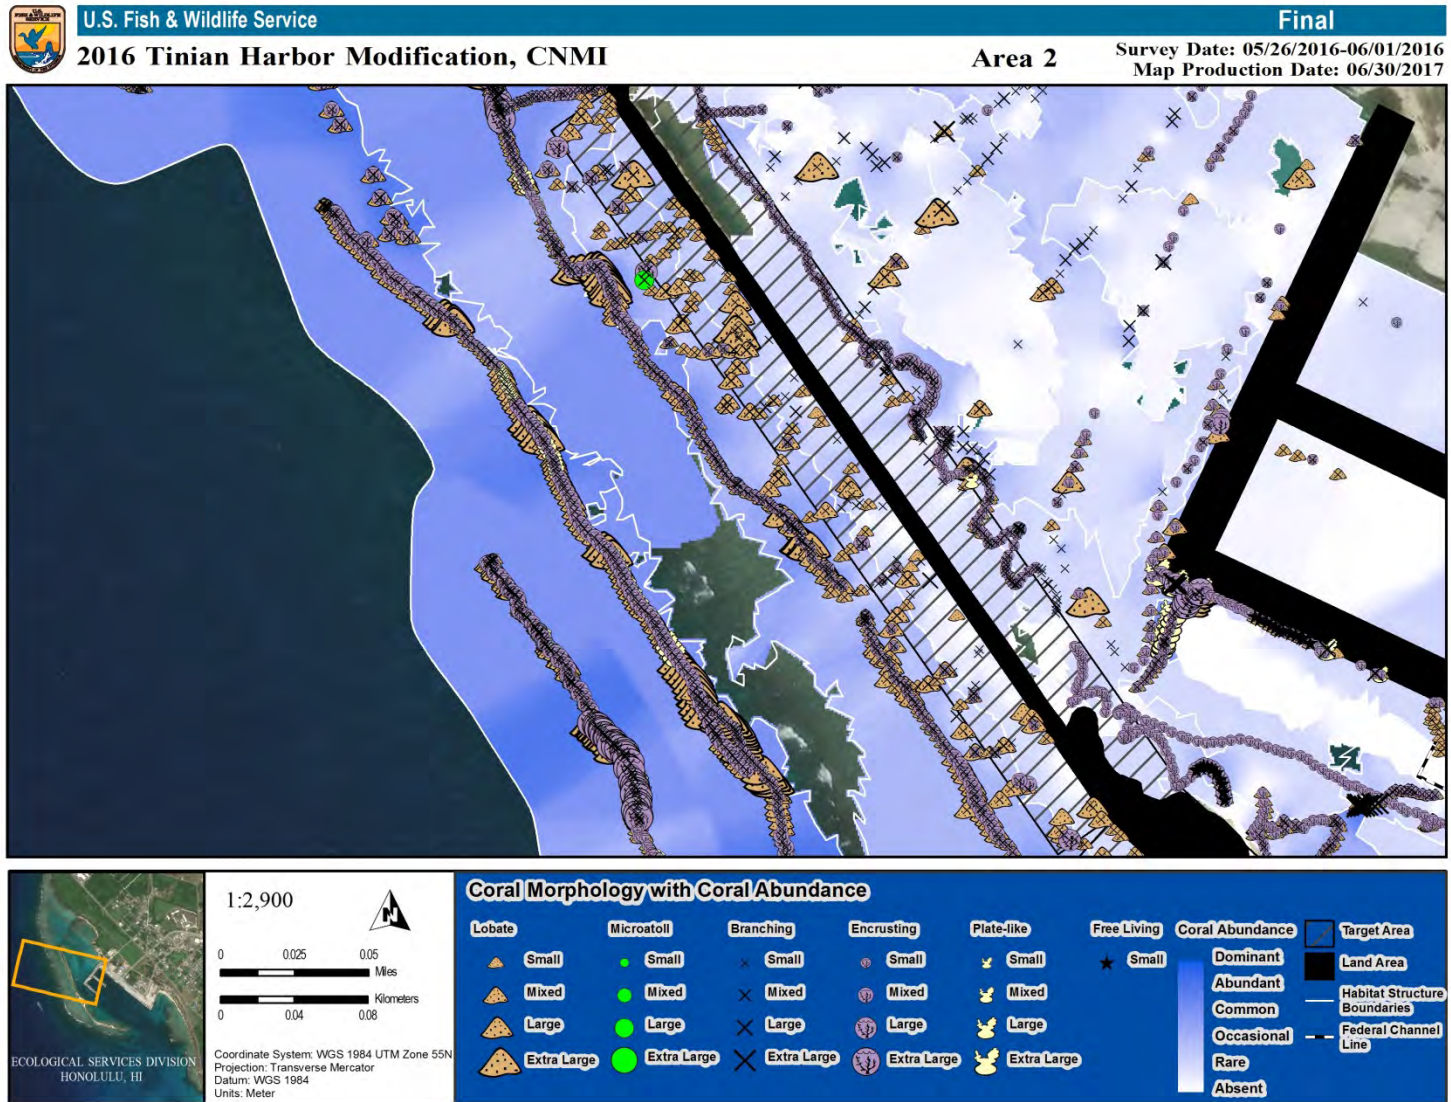 U.S.
FISH & WILDLIFE
SERVICE
U.S. Fish & Wildlife Service
Final
2016 Tinian Harbor Modification, CNMI
Area 2
Survey Date: 05/26/2016-06/01/2016
Map Production Date: 06/30/2017
ECOLOGICAL SERVICES DIVISION
HONOLULU, HI
1:2,900
N
0 0.025 0.05
Miles
Kilometers
0 0.04 0.08
Coordinate System: WGS 1984 UTM Zone 55N
Projection: Transverse Mercator
Datum: WGS 1984
Units: Meter
Coral Morphology with Coral Abundance
Lobate
Small
Mixed
Large
Extra Large
Microatoll
Small
Mixed
Large
Extra Large
Branching
Small
Mixed
Large
Extra Large
Encrusting
Small
Mixed
Large
Extra Large
Plate-like
Small
Mixed
Large
Extra Large
Free Living
Small
Coral Abundance
Dominant
Abundant
Common
Occasional
Rare
Absent
Target Area
Land Area
Habitat Structure
Boundaries
Federal Channel
Line